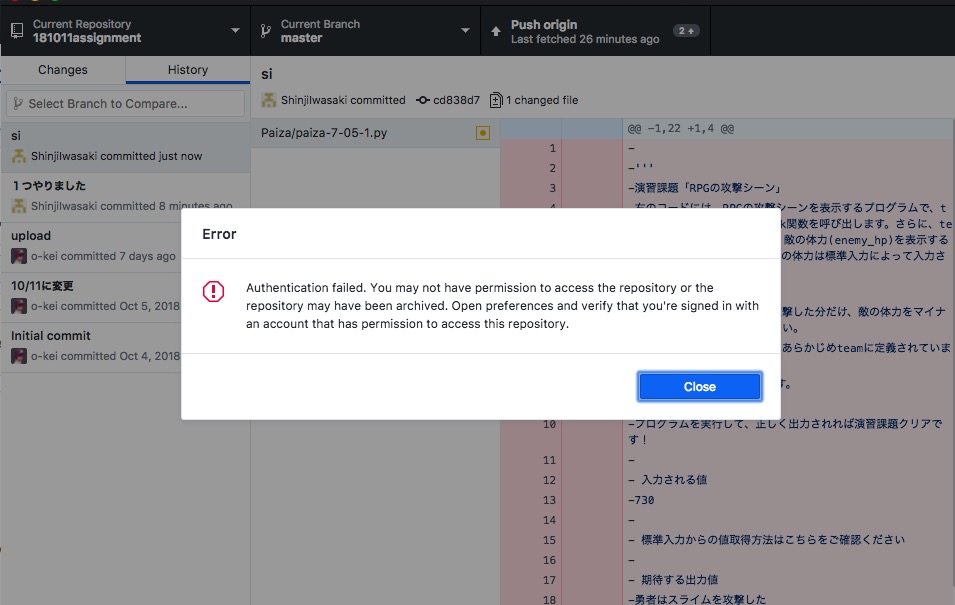 Current Repository
181011assignment
Current Branch
master
Push origin
Last fetched 26 minutes ago
2
Changes
History
Select Branch to Compare...
si
ShinjiIwasaki committed just now
1つやりました
ShinjiIwasaki committed 8 minutes ago
upload
o-kei committed 7 days ago
10/11に変更
o-kei committed Oct 5, 2018
Initial commit
o-kei committed Oct 4, 2018
si
ShinjiIwasaki committed
cd838d7
1 changed file
Paiza/paiza-7-05-1.py
@@ -1,22 +1,4 @@
1 -
2 -'''
3 -演習課題「RPGの攻撃シーン」
4 右のコードには、RPGの攻撃シーンを表示するプログラムで、t
k関数を呼び出します。さらに、te
敵の体力(enemy_hp)を表示する
の体力は標準入力によって入力さ
撃した分だけ、敵の体力をマイナ
い。
あらかじめteamに定義されていま
す。
10 -プログラムを実行して、正しく出力されれば演習課題クリアで
す！
11 -
12 - 入力される値
13 -730
14 -
15 - 標準入力からの値取得方法はこちらをご確認ください
16 -
17 - 期待する出力値
18 -勇者はスライムを攻撃した
Error
Authentication failed. You may not have permission to access the repository or the
repository may have been archived. Open preferences and verify that you're signed in with
an account that has permission to access this repository.
Close